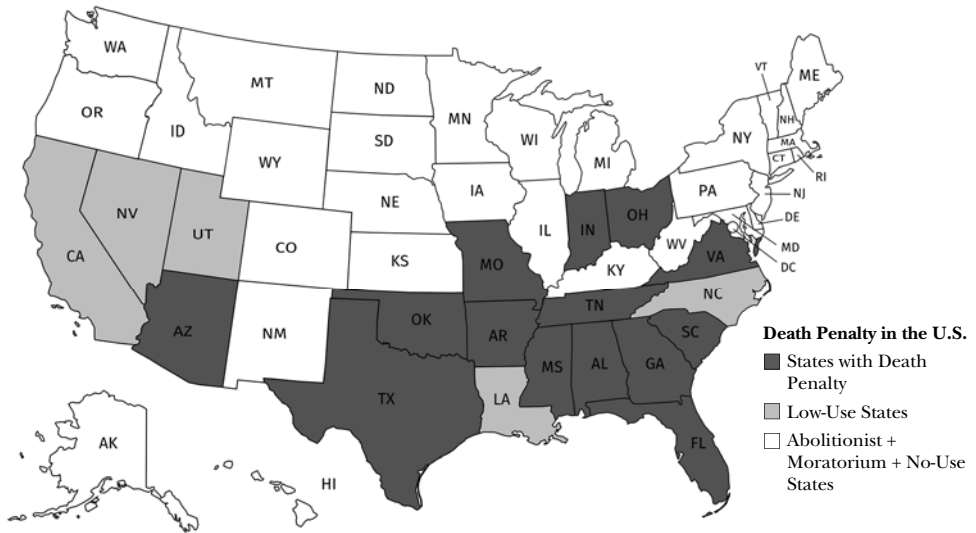 WA
MT
ND
MN
OR
ID
SD
WI
MI
VT
ME
NH
NY
MA
CT
RI
WY
IA
NE
PA
NJ
NV
UT
CO
IL
IN
OH
DE
CA
KS
MO
WV
VA
MD
KY
DC
AZ
NM
OK
AR
TN
NC
SC
MS
AL
GA
TX
LA
FL
AK
HI
Death Penalty in the U.S.
States with Death
Penalty
Low-Use States
Abolitionist +
Moratorium + No-Use
States